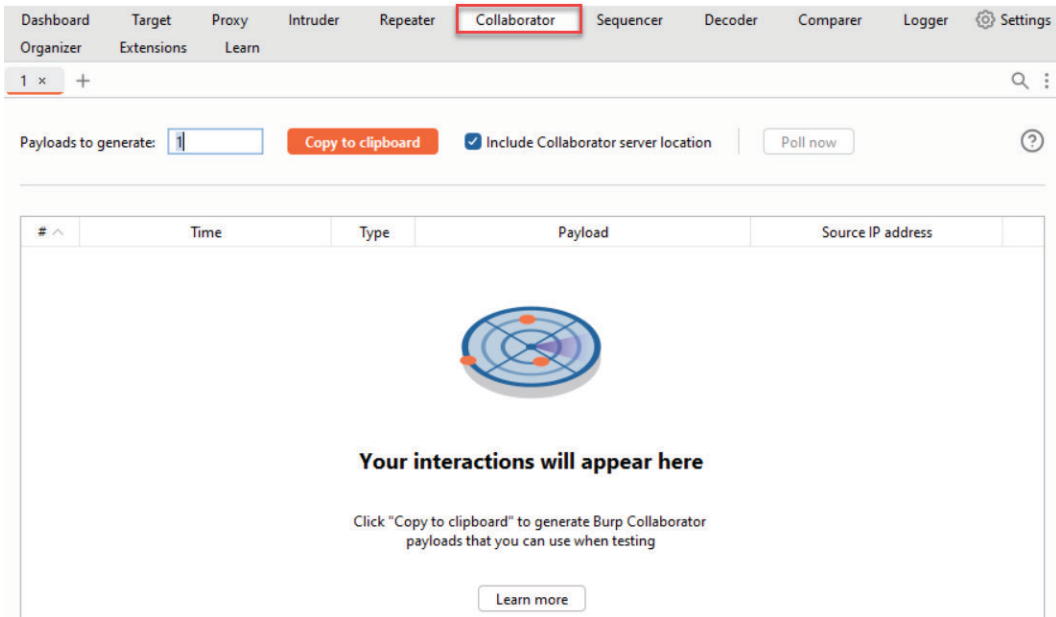 Dashboard Target Proxy Intruder Repeater Collaborator Sequencer Decoder Comparer Logger Settings
Organizer Extensions Learn
1 × +
Payloads to generate: 1 Copy to clipboard Include Collaborator server location Poll now ?
# Time Type Payload Source IP address
Your interactions will appear here
Click "Copy to clipboard" to generate Burp Collaborator
payloads that you can use when testing
Learn more